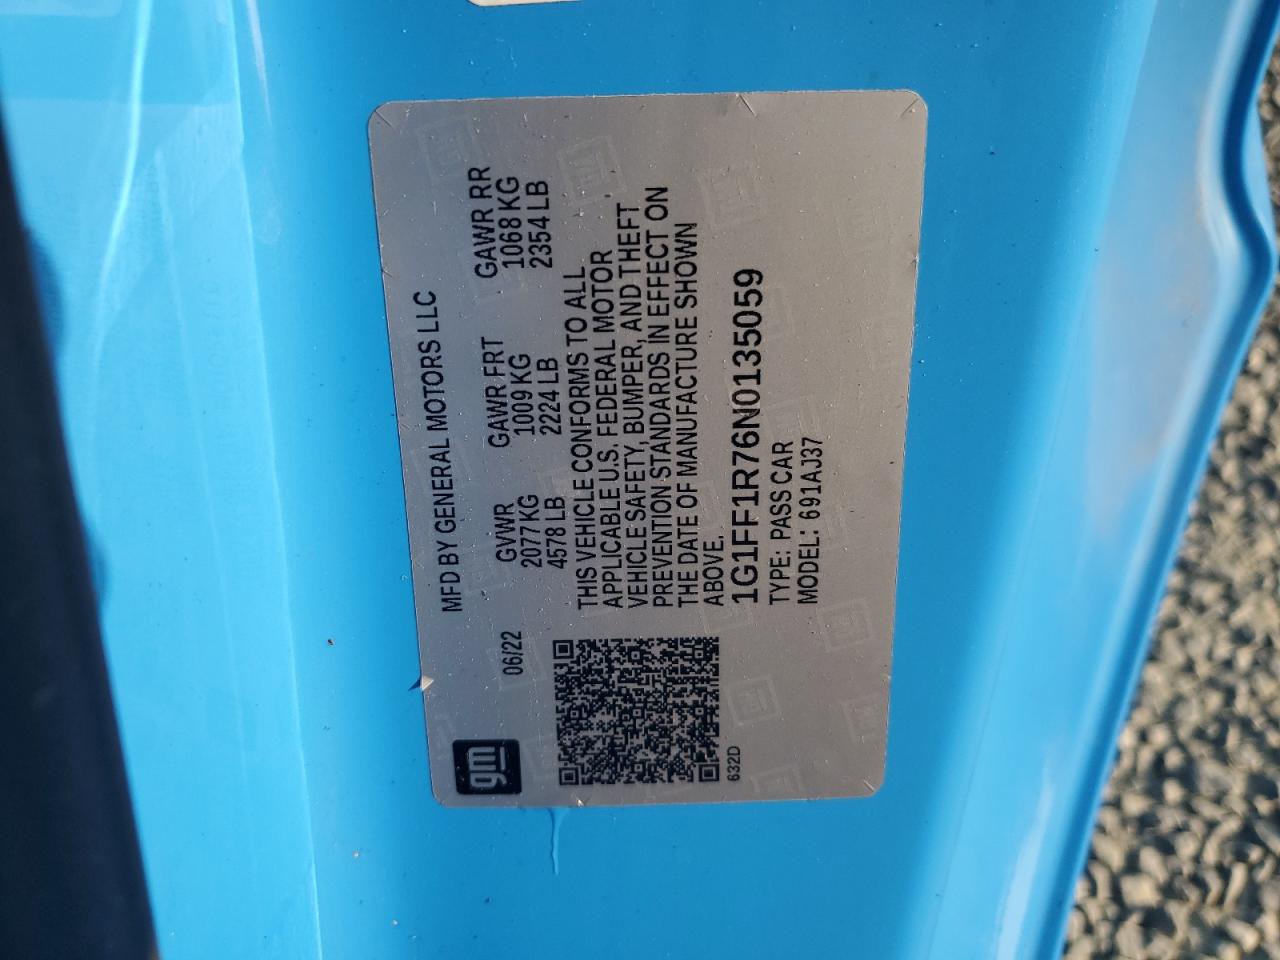 gm
MFD BY GENERAL MOTORS LLC
06/22
GVWR GAWR FRT GAWR RR
2077 KG 1009 KG 1068 KG
4578 LB 2224 LB 2354 LB
THIS VEHICLE CONFORMS TO ALL
APPLICABLE U.S. FEDERAL MOTOR
VEHICLE SAFETY, BUMPER, AND THEFT
PREVENTION STANDARDS IN EFFECT ON
THE DATE OF MANUFACTURE SHOWN
ABOVE.
1G1FF1R76N0135059
TYPE: PASS CAR
MODEL: 691AJ37
632D